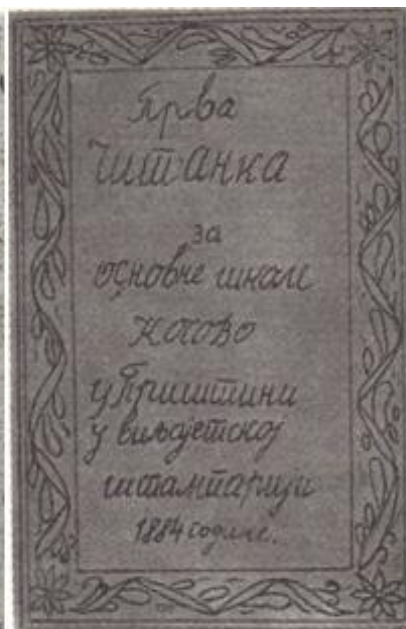 Прва
Читанка
за
основне школе
Косово
у Приштини
у вилајетској
штампарији
1884 године.